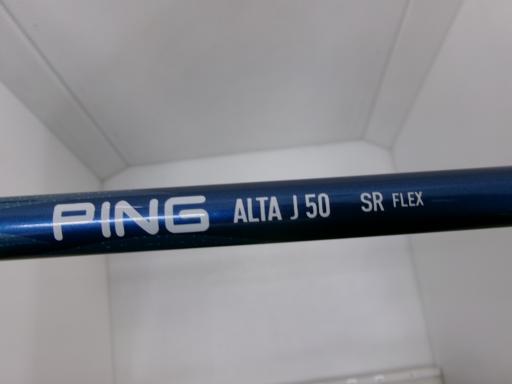 PING ALTA J 50 SR FLEX